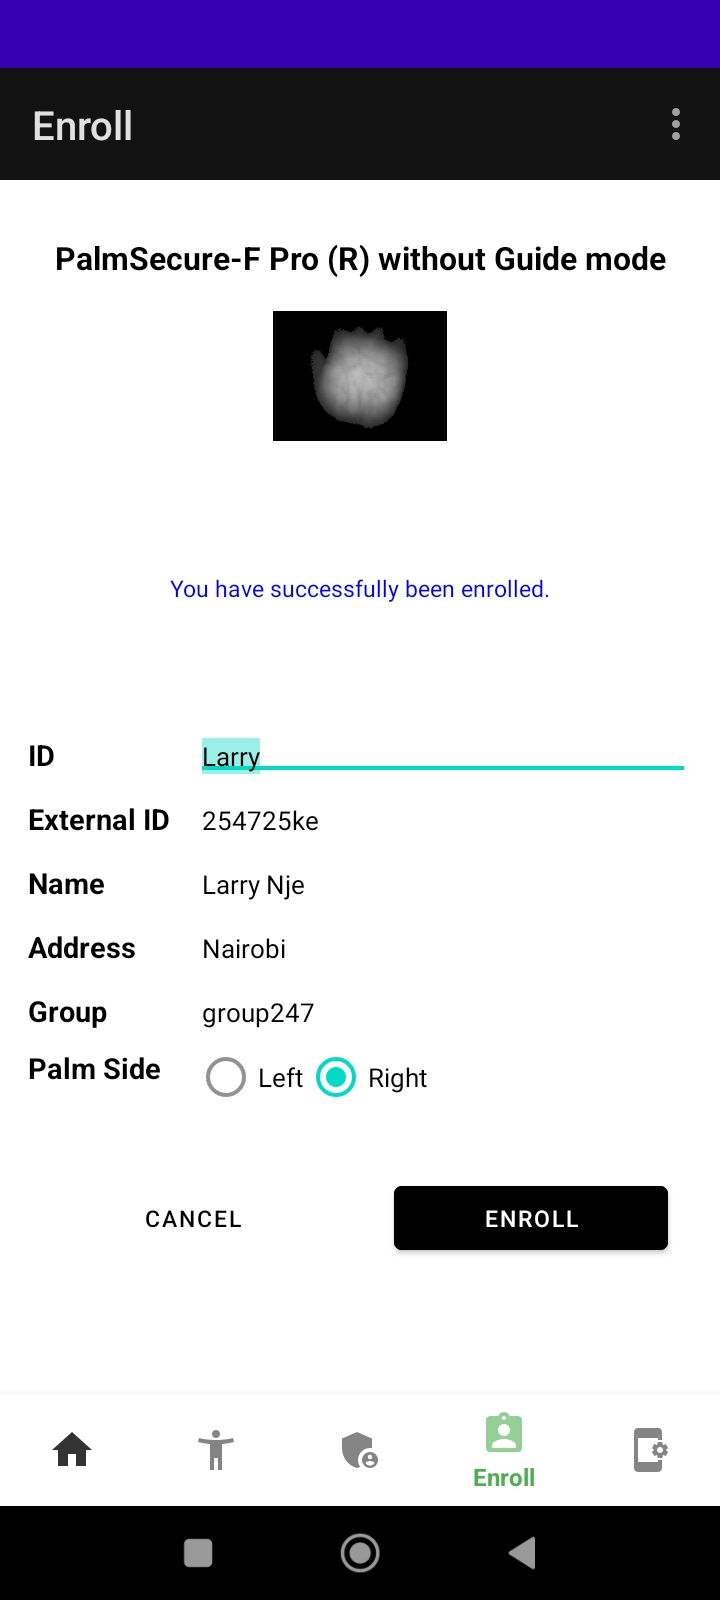 Enroll
PalmSecure-F Pro (R) without Guide mode
You have successfully been enrolled.
ID Larry
External ID 254725ke
Name Larry Nje
Address Nairobi
Group group247
Palm Side Left Right
CANCEL ENROLL
Enroll